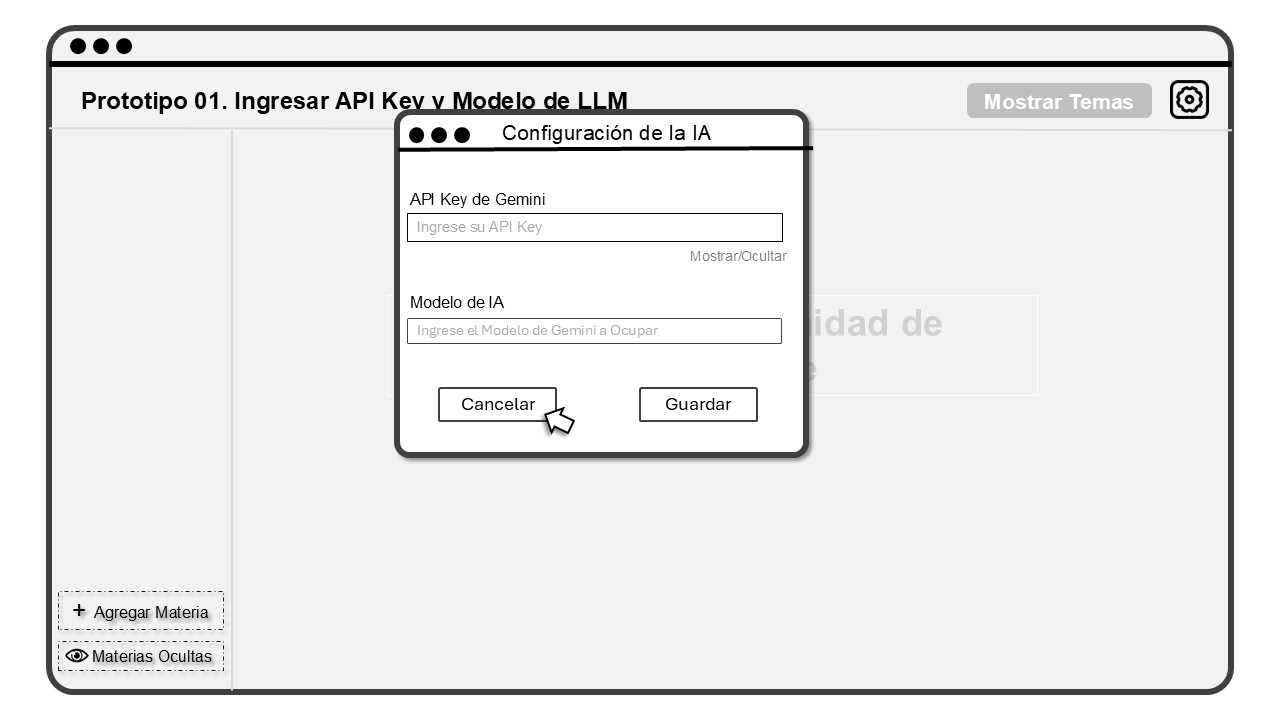 Prototipo 01. Ingresar API Key y Modelo de LLM
Mostrar Temas
Configuración de la IA
API Key de Gemini
Ingrese su API Key
Mostrar/Ocultar
Modelo de IA
Ingrese el Modelo de Gemini a Ocupar
idad de
Cancelar
Guardar
+ Agregar Materia
Materias Ocultas